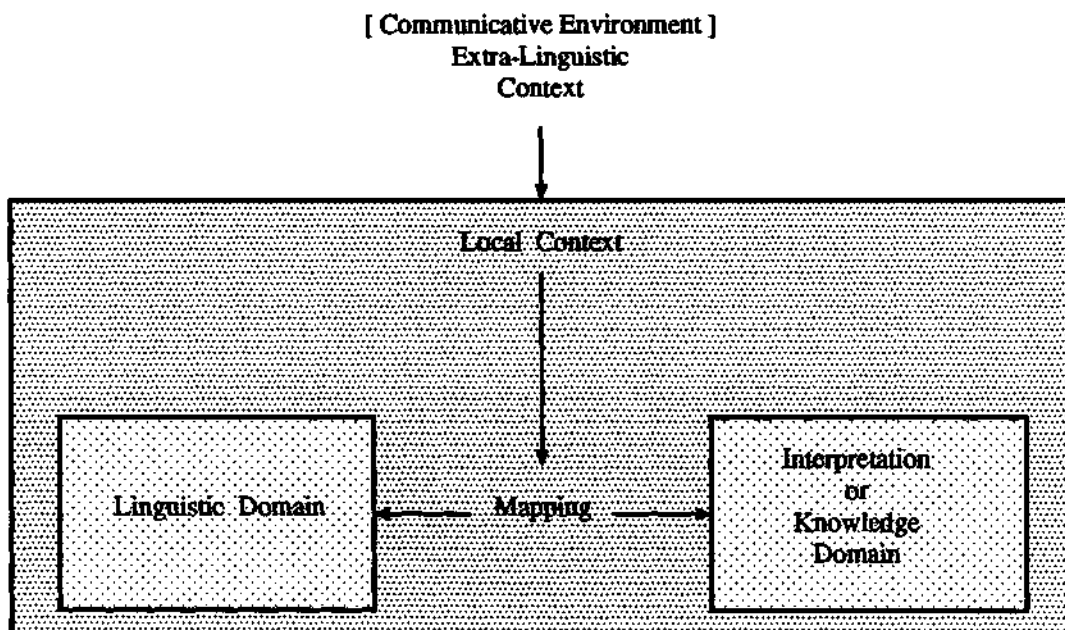 [ Communicative Environment ]
Extra-Linguistic
Context
Local Context
Linguistic Domain
Mapping
Interpretation
or
Knowledge
Domain